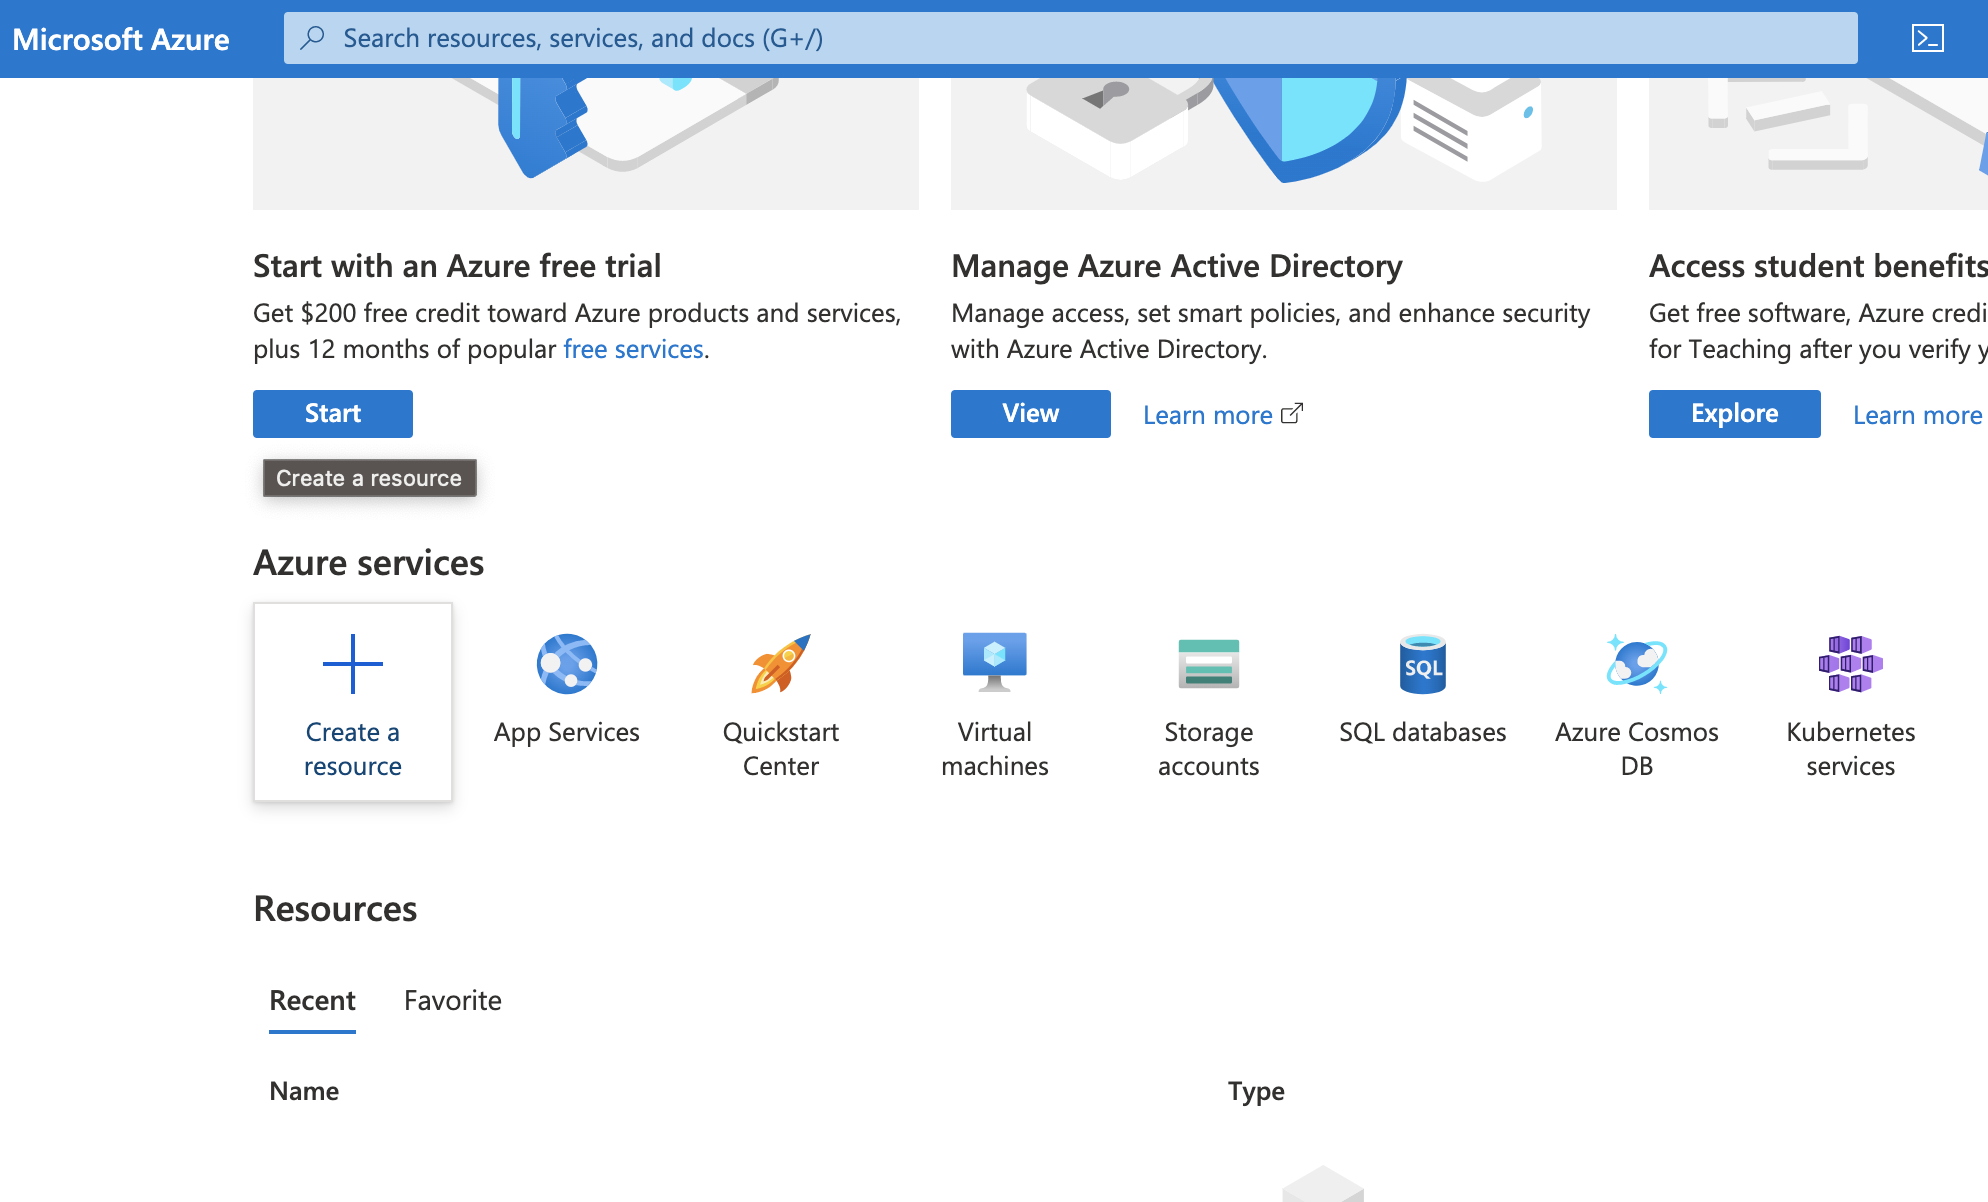 Microsoft Azure
Search resources, services, and docs (G+/)
Start with an Azure free trial
Get $200 free credit toward Azure products and services,
plus 12 months of popular free services.
Start
Manage Azure Active Directory
Manage access, set smart policies, and enhance security
with Azure Active Directory.
View
Learn more
Access student benefits
Get free software, Azure credi
for Teaching after you verify y
Explore
Learn more
Create a resource
Azure services
Create a
resource
App Services
Quickstart
Center
Virtual
machines
Storage
accounts
SQL
SQL databases
Azure Cosmos
DB
Kubernetes
services
Resources
Recent
Favorite
Name
Type